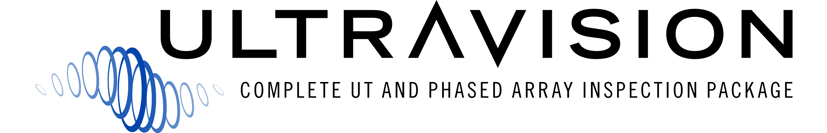 ULTRAVISION
COMPLETE UT AND PHASED ARRAY INSPECTION PACKAGE